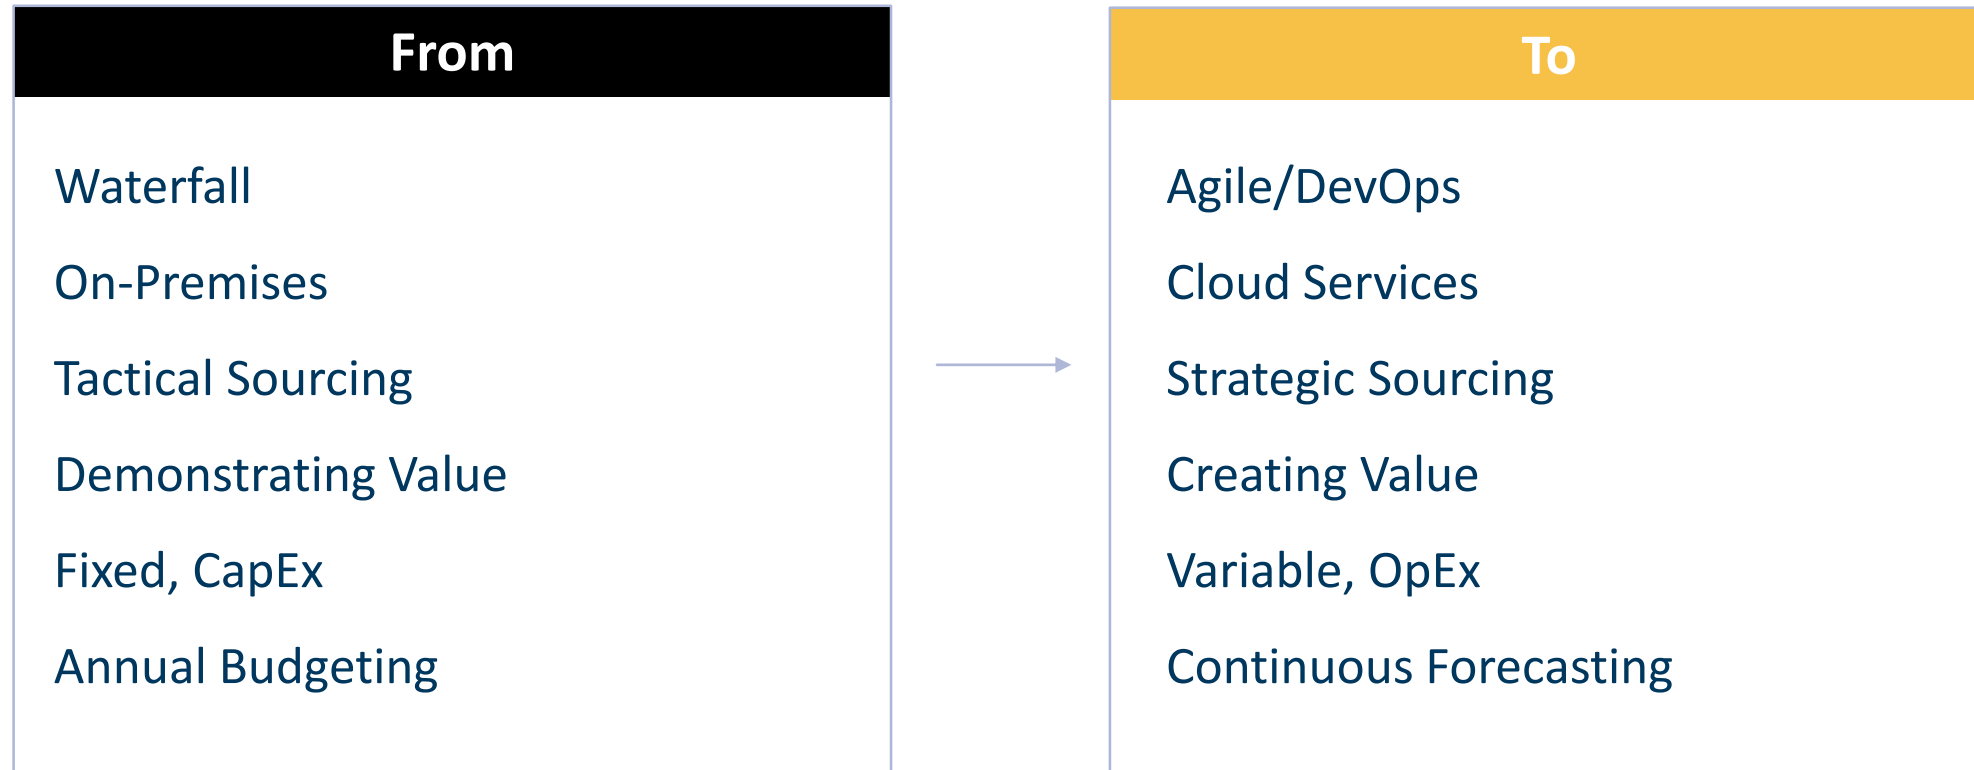 From
Waterfall
On-Premises
Tactical Sourcing
Demonstrating Value
Fixed, CapEx
Annual Budgeting
To
Agile/DevOps
Cloud Services
Strategic Sourcing
Creating Value
Variable, OpEx
Continuous Forecasting